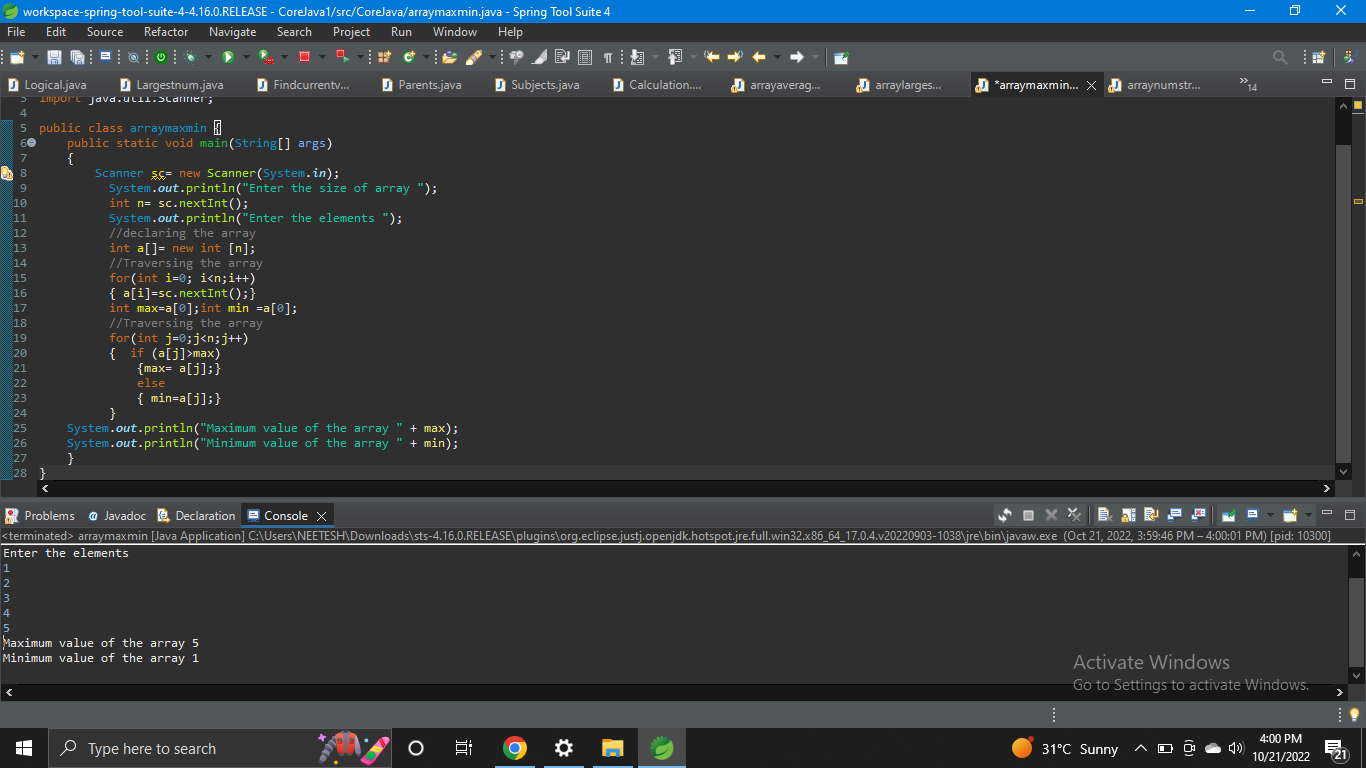 workspace-spring-tool-suite-4-4.16.0.RELEASE - CoreJava1/src/CoreJava/arraymaxmin.java - Spring Tool Suite 4
File Edit Source Refactor Navigate Search Project Run Window Help
Logical.java Largestnum.java Findcurrentv... Parents.java Subjects.java Calculation.... arrayaverag... arraylarges... *arraymaxmin... arraynumstr... »14
3 import java.util.Scanner;
4
5 public class arraymaxmin {
6 public static void main(String[] args)
7 {
8 Scanner sc= new Scanner(System.in);
9 System.out.println("Enter the size of array ");
10 int n= sc.nextInt();
11 System.out.println("Enter the elements ");
12 //declaring the array
13 int a[]= new int [n];
14 //Traversing the array
15 for(int i=0; i<n;i++)
16 { a[i]=sc.nextInt();}
17 int max=a[0];int min =a[0];
18 //Traversing the array
19 for(int j=0;j<n;j++)
20 { if (a[j]>max)
21 {max= a[j];}
22 else
23 { min=a[j];}
24 }
25 System.out.println("Maximum value of the array " + max);
26 System.out.println("Minimum value of the array " + min);
27 }
28 }
Problems Javadoc Declaration Console
<terminated> arraymaxmin [Java Application] C:\Users\NEETESH\Downloads\sts-4.16.0.RELEASE\plugins\org.eclipse.justj.openjdk.hotspot.jre.full.win32.x86_64_17.0.4.v20220903-1038\jre\bin\javaw.exe (Oct 21, 2022, 3:59:46 PM – 4:00:01 PM) [pid: 10300]
Enter the elements
1
2
3
4
5
Maximum value of the array 5
Minimum value of the array 1
Activate Windows
Go to Settings to activate Windows.
Type here to search
31°C Sunny
4:00 PM
10/21/2022
21